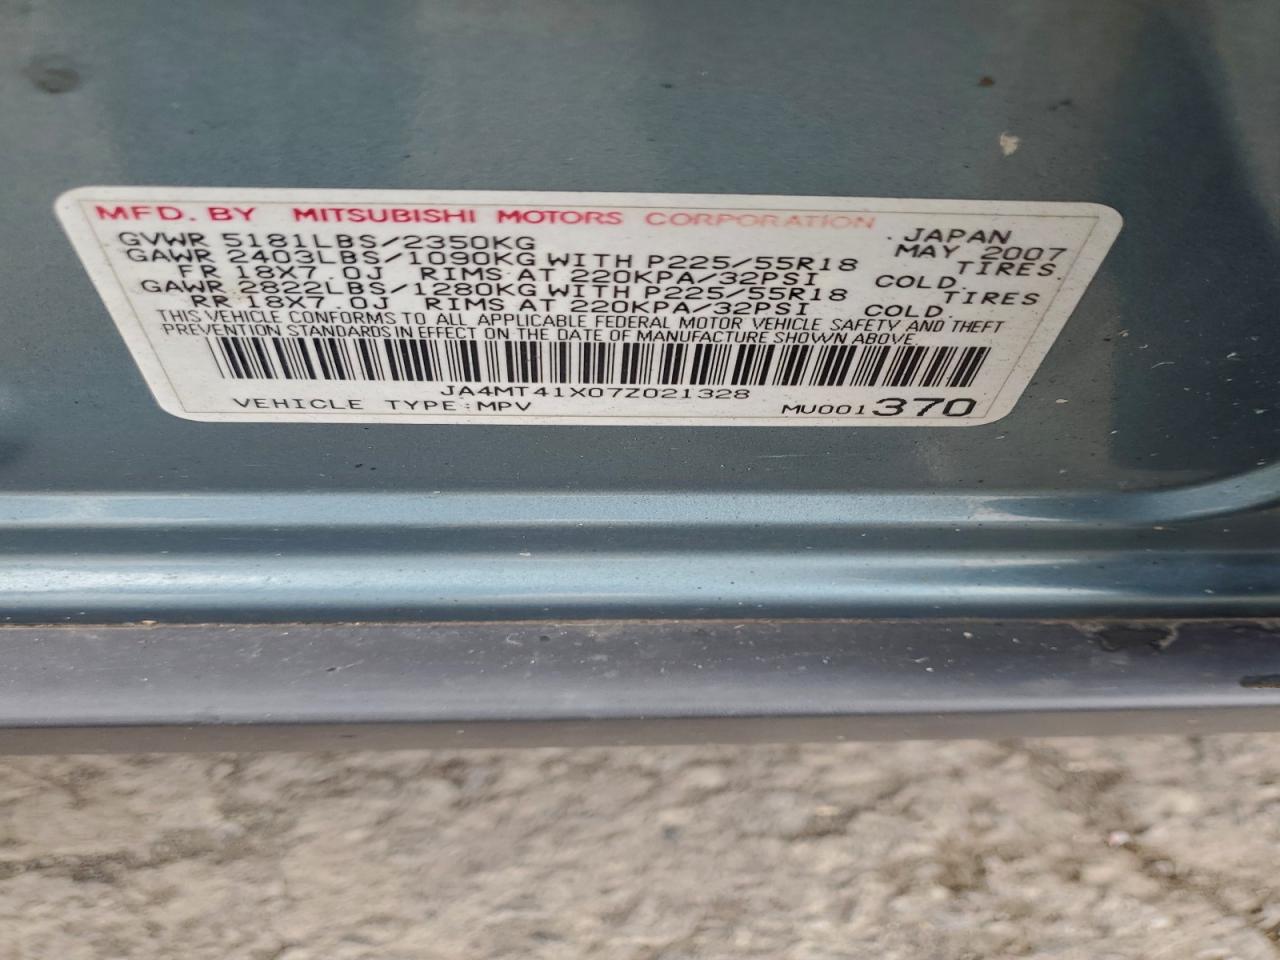 MFD. BY MITSUBISHI MOTORS CORPORATION JAPAN
GVWR 5181LBS/2350KG MAY 2007
GAWR 2403LBS/1090KG WITH P225/55R18 TIRES
FR 18X7.0J RIMS AT 220KPA/32PSI COLD.
GAWR 2822LBS/1280KG WITH P225/55R18 TIRES
RR 18X7.0J RIMS AT 220KPA/32PSI COLD.
THIS VEHICLE CONFORMS TO ALL APPLICABLE FEDERAL MOTOR VEHICLE SAFETY AND THEFT
PREVENTION STANDARDS IN EFFECT ON THE DATE OF MANUFACTURE SHOWN ABOVE.
JA4MT41X07Z021328
VEHICLE TYPE:MPV MU001370